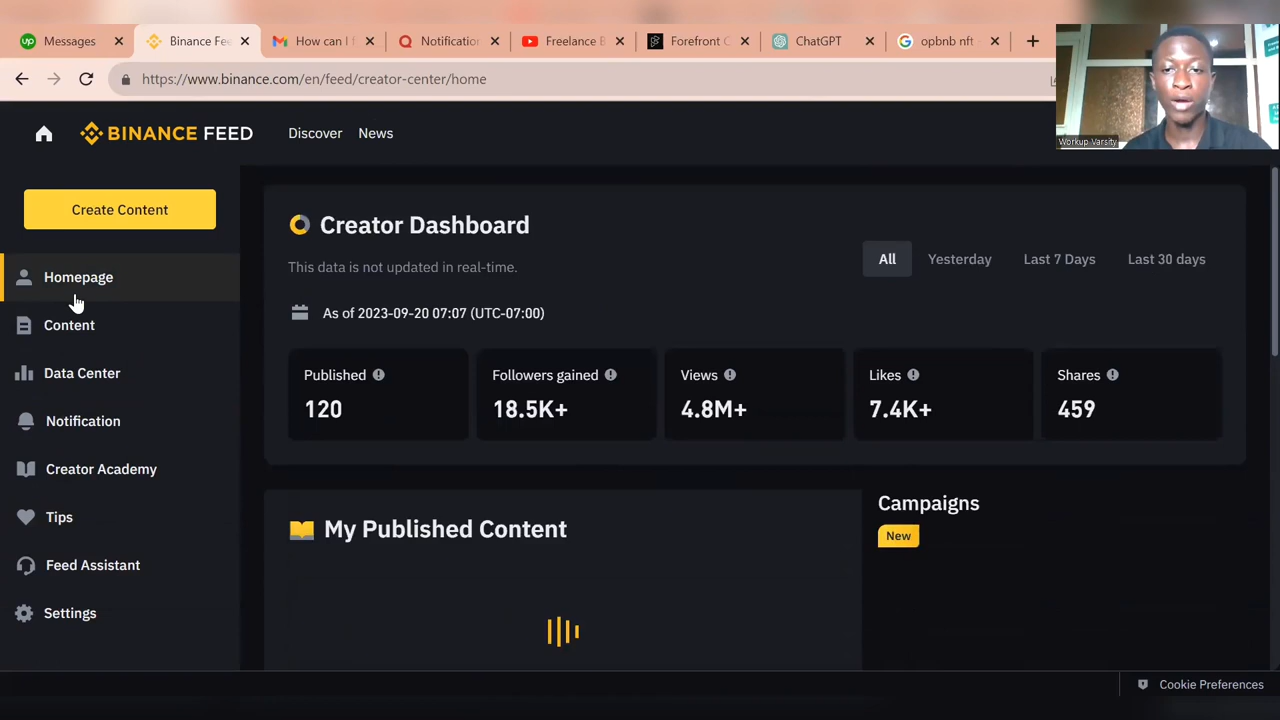 Messages
Binance Fee
How can I f
Notification
Freelance B
Forefront C
ChatGPT
opbnb nft
https://www.binance.com/en/feed/creator-center/home
Workup Varsity
BINANCE FEED
Discover
News
Create Content
Homepage
Content
Data Center
Notification
Creator Academy
Tips
Feed Assistant
Settings
Creator Dashboard
This data is not updated in real-time.
All
Yesterday
Last 7 Days
Last 30 days
As of 2023-09-20 07:07 (UTC-07:00)
Published
120
Followers gained
18.5K+
Views
4.8M+
Likes
7.4K+
Shares
459
My Published Content
Campaigns
New
Cookie Preferences